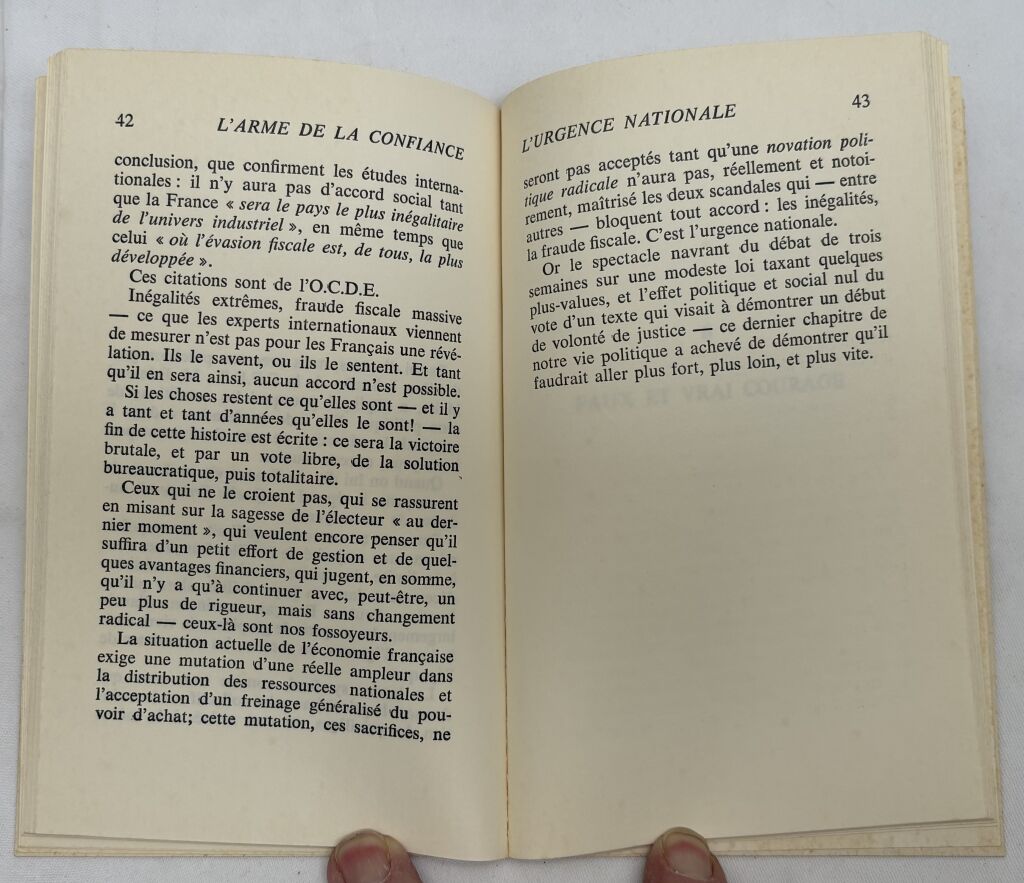 42
L'ARME DE LA CONFIANCE
conclusion, que confirment les études interna-
tionales : il n'y aura pas d'accord social tant
que la France « sera le pays le plus inégalitaire
de l'univers industriel », en même temps que
celui « où l'évasion fiscale est, de tous, la plus
développée ».
Ces citations sont de l'O.C.D.E.
Inégalités extrêmes, fraude fiscale massive
— ce que les experts internationaux viennent
de mesurer n'est pas pour les Français une révé-
lation. Ils le savent, ou ils le sentent. Et tant
qu'il en sera ainsi, aucun accord n'est possible.
Si les choses restent ce qu'elles sont — et il y
a tant et tant d'années qu'elles le sont! — la
fin de cette histoire est écrite : ce sera la victoire
brutale, et par un vote libre, de la solution
bureaucratique, puis totalitaire.
Ceux qui ne le croient pas, qui se rassurent
en misant sur la sagesse de l'électeur « au der-
nier moment », qui veulent encore penser qu'il
suffira d'un petit effort de gestion et de quel-
ques avantages financiers, qui jugent, en somme,
qu'il n'y a qu'à continuer avec, peut-être, un
peu plus de rigueur, mais sans changement
radical — ceux-là sont nos fossoyeurs.
La situation actuelle de l'économie française
exige une mutation d'une réelle ampleur dans
la distribution des ressources nationales et
l'acceptation d'un freinage généralisé du pou-
voir d'achat; cette mutation, ces sacrifices, ne
L'URGENCE NATIONALE
43
seront pas acceptés tant qu'une novation poli-
tique radicale n'aura pas, réellement et notoi-
rement, maîtrisé les deux scandales qui — entre
autres — bloquent tout accord : les inégalités,
la fraude fiscale. C'est l'urgence nationale.
Or le spectacle navrant du débat de trois
semaines sur une modeste loi taxant quelques
plus-values, et l'effet politique et social nul du
vote d'un texte qui visait à démontrer un début
de volonté de justice — ce dernier chapitre de
notre vie politique a achevé de démontrer qu'il
faudrait aller plus fort, plus loin, et plus vite.